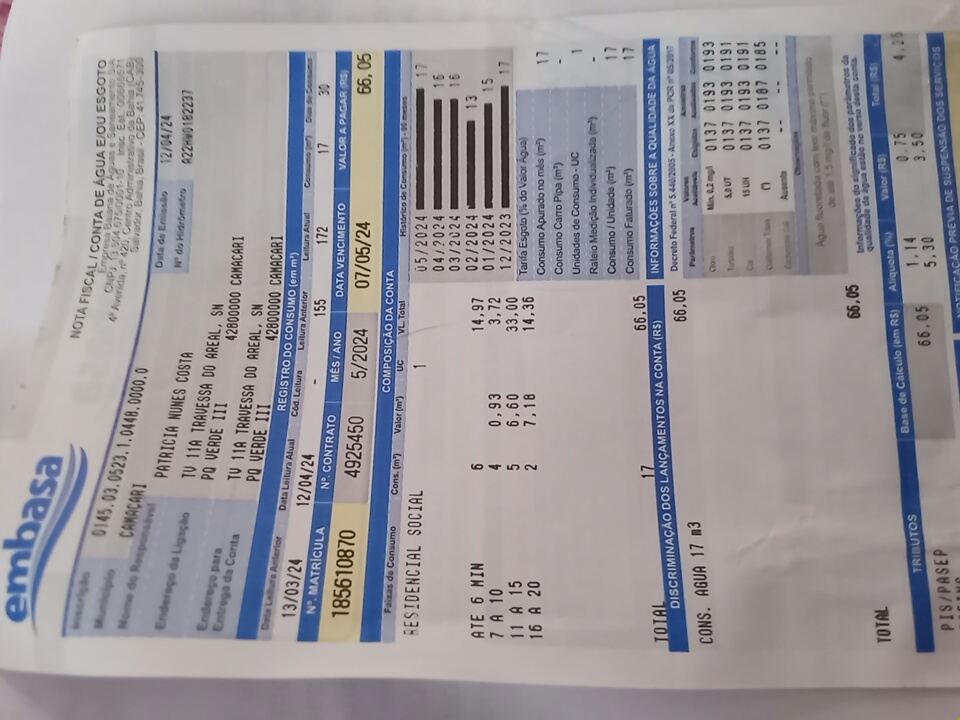 embasa
NOTA FISCAL / CONTA DE ÁGUA E/OU ESGOTO
Empresa Baiana de Águas e Saneamento S/A
CNPJ: 13.504.675/0001-10 Insc. Est. 00665571
4ª Avenida, nº 420, Centro Administrativo da Bahia (CAB)
Salvador, Bahia, Brasil - CEP: 41.745-300
Inscrição 0145.03.0523.1.0448.0000.0
Município CAMACARI
Nome do Responsável PATRICIA NUNES COSTA
Data de Emissão 12/04/24
Nº do Hidrômetro A22HW0182237
Endereço da Ligação TV 11A TRAVESSA DO AREAL, SN
PQ VERDE III 42800000 CAMACARI
Endereço para Entrega da Conta TV 11A TRAVESSA DO AREAL, SN
PQ VERDE III 42800000 CAMACARI
REGISTRO DO CONSUMO (em m³)
Data Leitura Anterior Data Leitura Atual Cód. Leitura Leitura Anterior Leitura Atual Consumo (m³) Dias de Consumo
13/03/24 12/04/24 - 155 172 17 30
Nº. MATRÍCULA Nº. CONTRATO MÊS / ANO DATA VENCIMENTO VALOR A PAGAR (R$)
185610870 4925450 5/2024 07/05/24 66,05
COMPOSIÇÃO DA CONTA
Faixas de Consumo Cons. (m³) Valor (m³) UC VL. Total
RESIDENCIAL SOCIAL 1
ATE 6 MIN 6 14,97
7 A 10 4 0,93 3,72
11 A 15 5 6,60 33,00
16 A 20 2 7,18 14,36
TOTAL 17 66,05
Histórico de Consumo (m³) - 06 meses
05/2024 17
04/2024 16
03/2024 16
02/2024 13
01/2024 15
12/2023 17
Tarifa Esgoto (% do Valor Água)
Consumo Apurado no mês (m³) 17
Consumo Carro Pipa (m³) -
Unidades de Consumo - UC 1
Rateio Medição Individualizada (m³) -
Consumo / Unidade (m³) 17
Consumo Faturado (m³) 17
DISCRIMINAÇÃO DOS LANÇAMENTOS NA CONTA (R$)
CONS. AGUA 17 m3 66,05
TOTAL 66,05
INFORMAÇÕES SOBRE A QUALIDADE DA ÁGUA
Decreto Federal nº 5.440/2005 - Anexo XX da PCR nº 05/2017
Parâmetros Valores Aceitáveis Exigidas Amostras Analisadas Conformes
Cloro Min. 0,2 mg/l 0137 0193 0193
Turbidez 5,0 UT 0137 0193 0191
Cor 15 UH 0137 0193 0191
Coliformes Totais (*) 0137 0187 0185
Ausente -- -- --
Observações
Água fluoretada com teor máximo permitido
de até 1,5 mg/l de flúor (**)
Informações do significado dos parâmetros da
qualidade da água estão no verso desta conta.
TRIBUTOS Base de Cálculo (em R$) Alíquota (%) Valor (R$) Total (R$)
PIS/PASEP 66,05 1,14 0,75 4,25
5,30 3,50
NOTIFICAÇÃO PRÉVIA DE SUSPENSÃO DOS SERVIÇOS